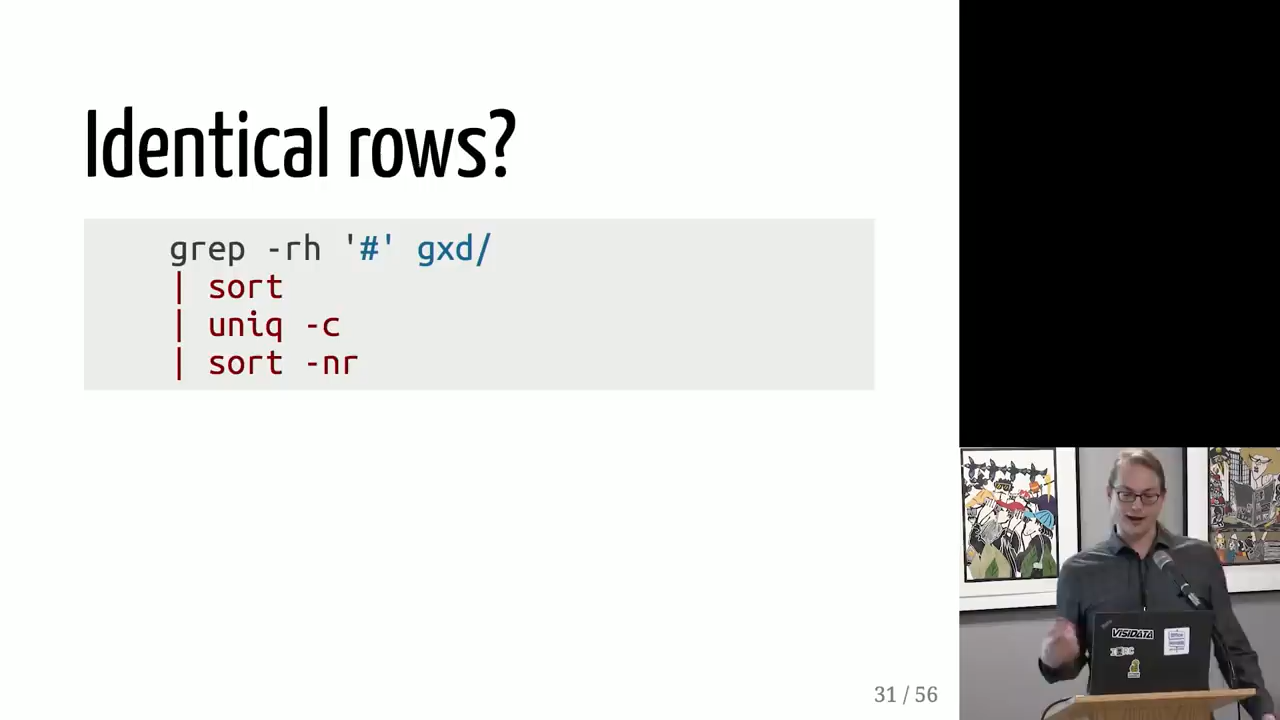 Identical rows?
grep -rh '#' gxd/
| sort
| uniq -c
| sort -nr
31 / 56
VISIDATA